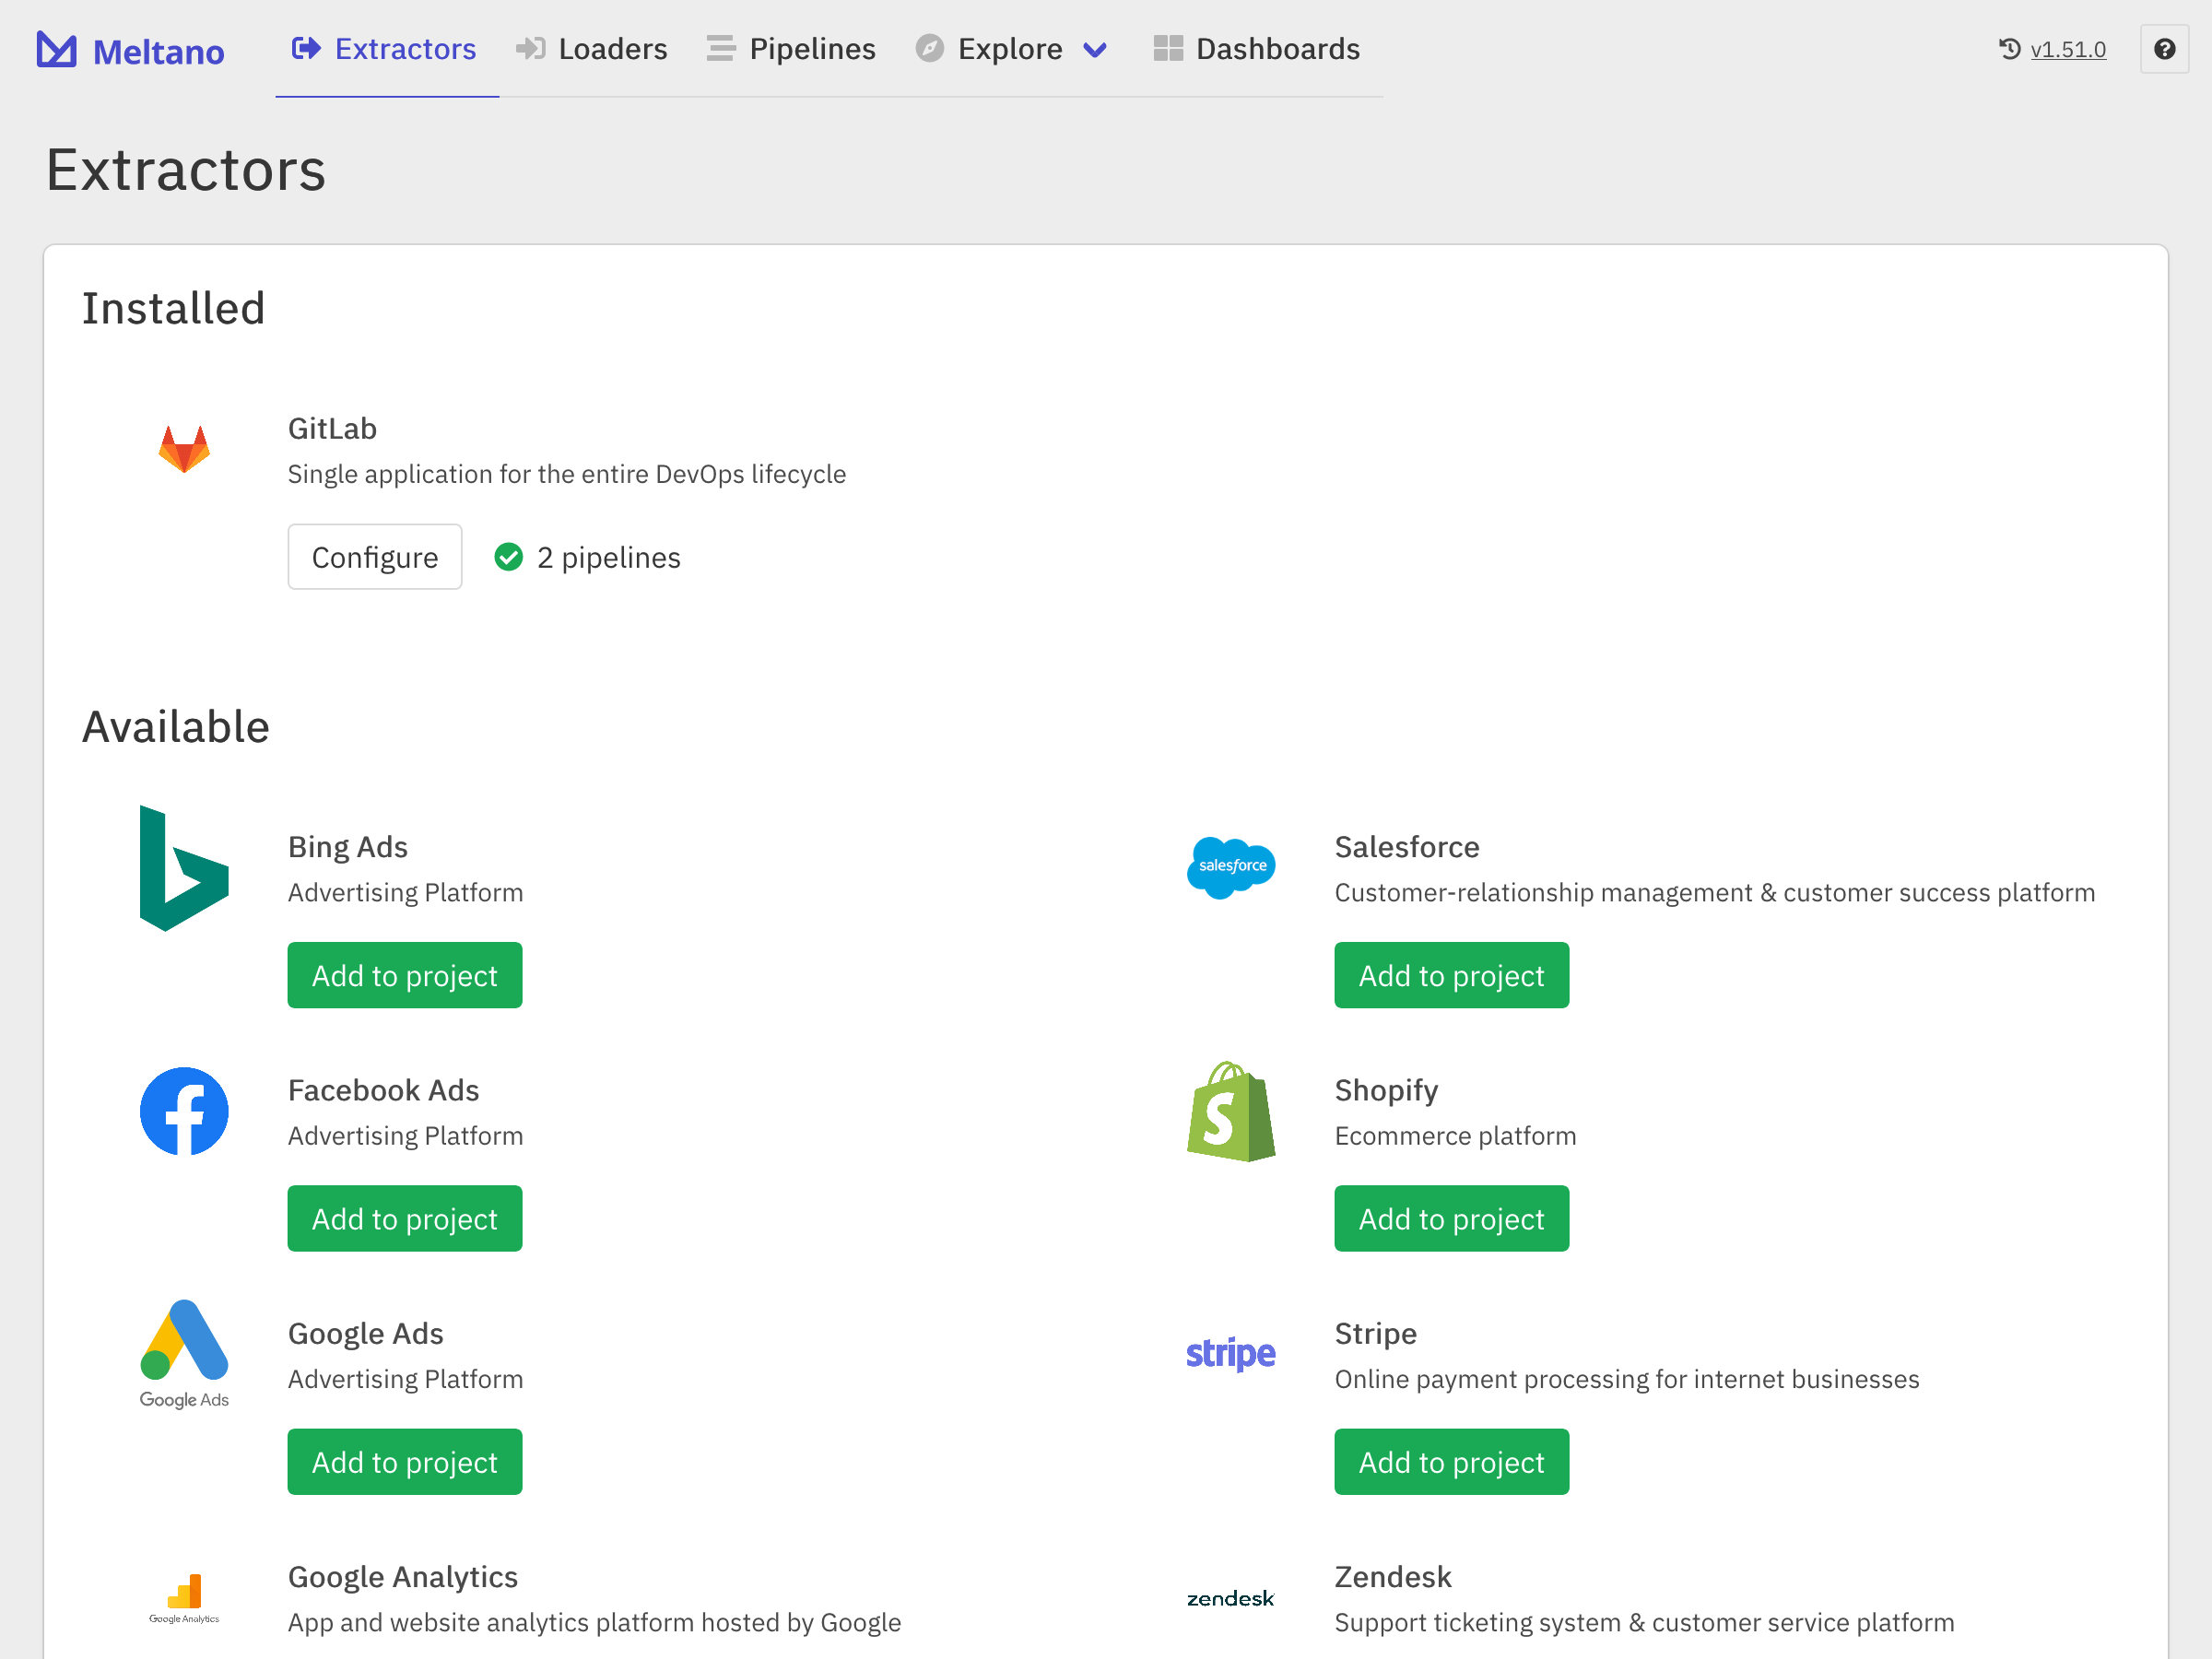 Meltano
Extractors
Loaders
Pipelines
Explore
Dashboards
v1.51.0
Extractors
Installed
GitLab
Single application for the entire DevOps lifecycle
Configure
2 pipelines
Available
Bing Ads
Advertising Platform
Add to project
salesforce
Salesforce
Customer-relationship management & customer success platform
Add to project
Facebook Ads
Advertising Platform
Add to project
Shopify
Ecommerce platform
Add to project
Google Ads
Google Ads
Advertising Platform
Add to project
stripe
Stripe
Online payment processing for internet businesses
Add to project
Google Analytics
Google Analytics
App and website analytics platform hosted by Google
zendesk
Zendesk
Support ticketing system & customer service platform